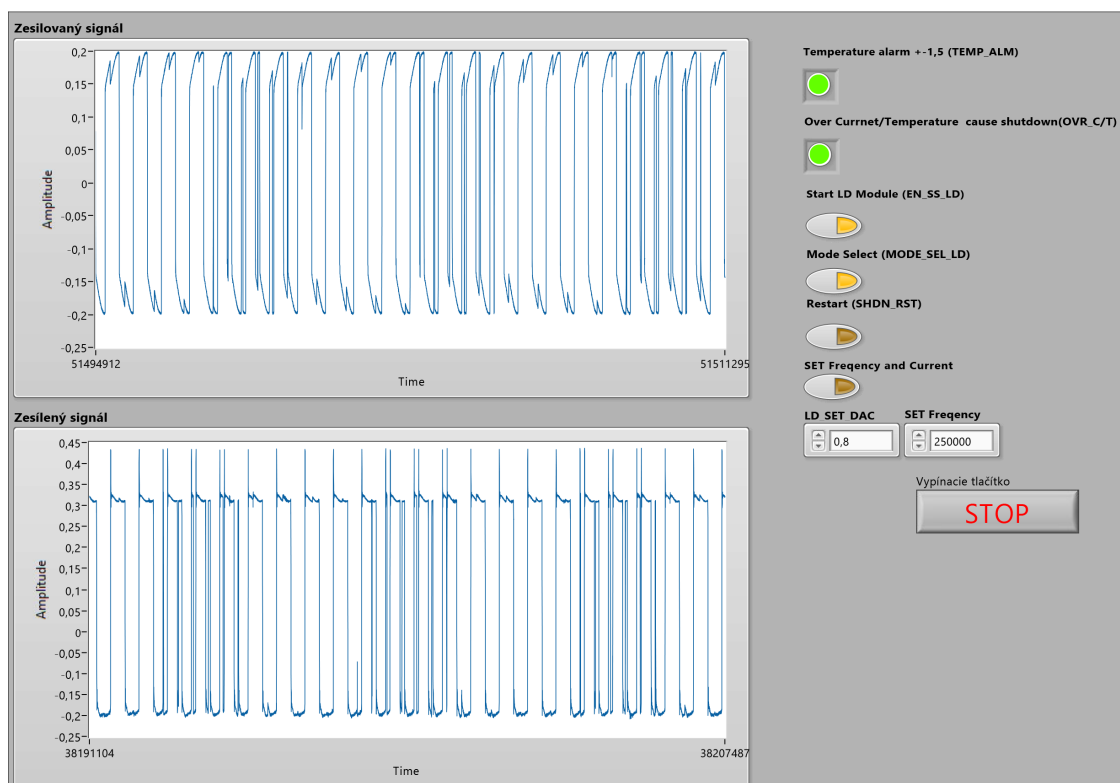 Zesilovaný signál
Amplitude
0,2
0,15
0,1
0,05
0
-0,05
-0,1
-0,15
-0,2
-0,25
51494912
51511295
Time
Zesílený signál
Amplitude
0,45
0,4
0,35
0,3
0,25
0,2
0,15
0,1
0,05
0
-0,05
-0,1
-0,15
-0,2
-0,25
38191104
38207487
Time
Temperature alarm +-1,5 (TEMP_ALM)
Over Currnet/Temperature cause shutdown(OVR_C/T)
Start LD Module (EN_SS_LD)
Mode Select (MODE_SEL_LD)
Restart (SHDN_RST)
SET Freqency and Current
LD SET DAC
SET Freqency
0,8
250000
Vypínacie tlačítko
STOP